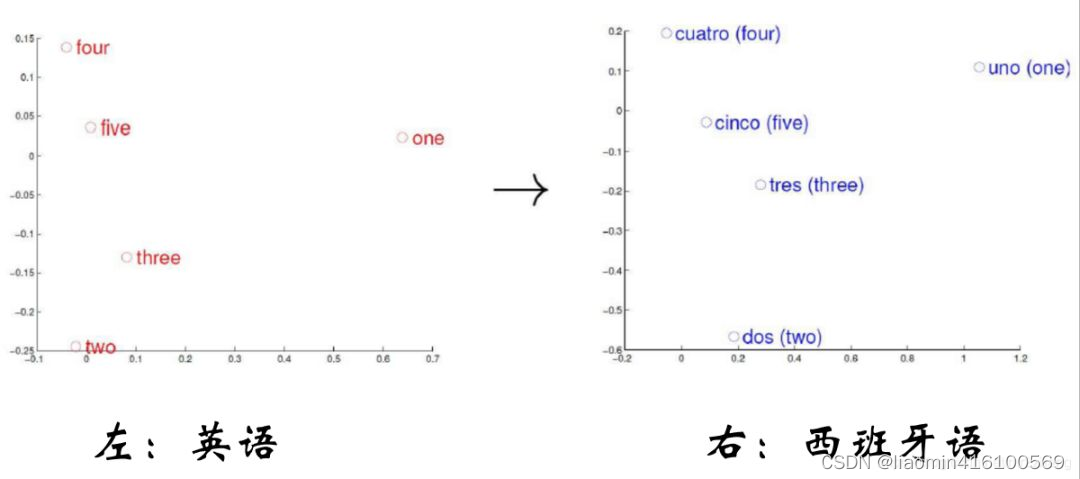 0.15
four
0.1
0.05
five
one
0
-0.05
-0.1
three
-0.15
-0.2
two
-0.25
-0.1
0
0.1
0.2
0.3
0.4
0.5
0.6
0.7
→
0.2
cuatro (four)
0.1
uno (one)
0
cinco (five)
-0.1
tres (three)
-0.2
-0.3
-0.4
-0.5
dos (two)
-0.6
-0.2
0
0.2
0.4
0.6
0.8
1
1.2
左：英语
右：西班牙语
CSDN @liaomin416100569